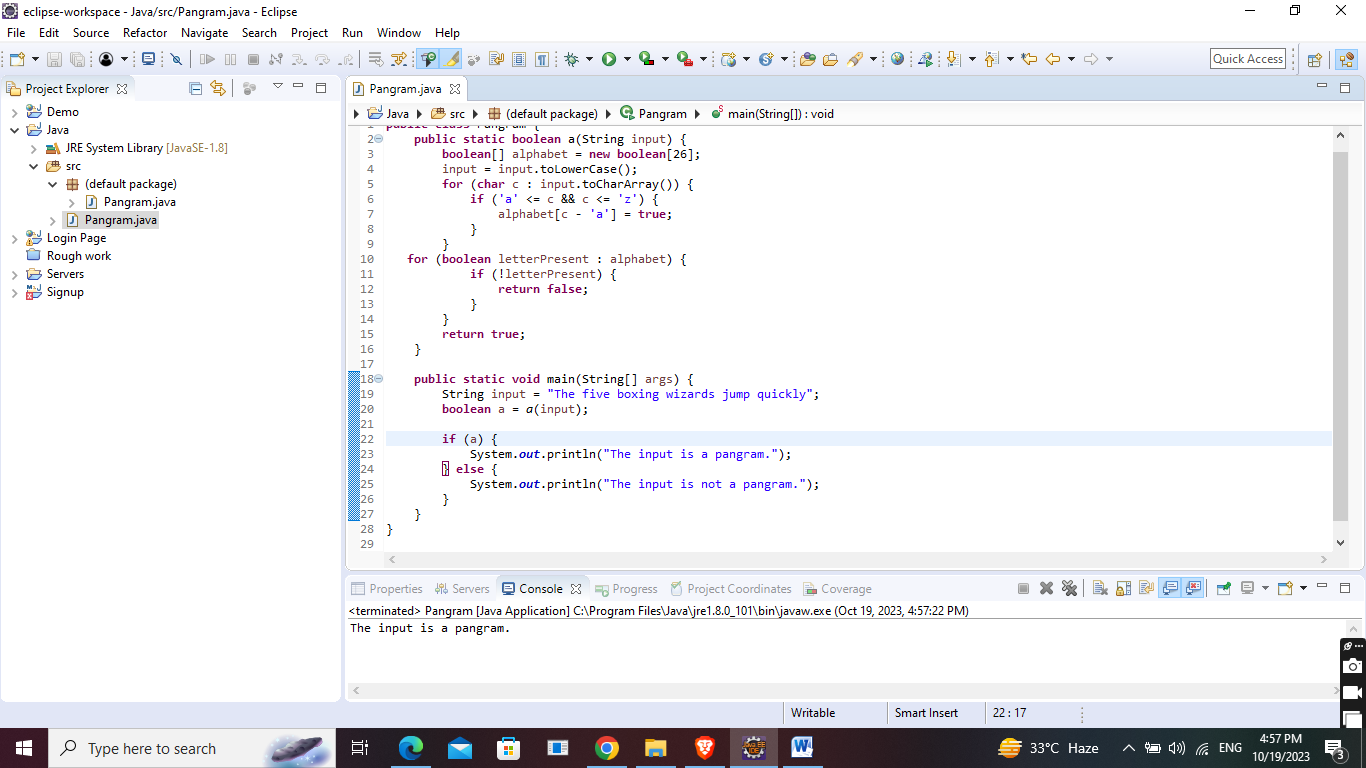 eclipse-workspace - Java/src/Pangram.java - Eclipse
File Edit Source Refactor Navigate Search Project Run Window Help
Quick Access
Project Explorer
Demo
Java
JRE System Library [JavaSE-1.8]
src
(default package)
Pangram.java
Pangram.java
Login Page
Rough work
Servers
Signup
Pangram.java
Java src (default package) Pangram main(String[]) : void
1 public class Pangram {
2 public static boolean a(String input) {
3 boolean[] alphabet = new boolean[26];
4 input = input.toLowerCase();
5 for (char c : input.toCharArray()) {
6 if ('a' <= c && c <= 'z') {
7 alphabet[c - 'a'] = true;
8 }
9 }
10 for (boolean letterPresent : alphabet) {
11 if (!letterPresent) {
12 return false;
13 }
14 }
15 return true;
16 }
17
18 public static void main(String[] args) {
19 String input = "The five boxing wizards jump quickly";
20 boolean a = a(input);
21
22 if (a) {
23 System.out.println("The input is a pangram.");
24 } else {
25 System.out.println("The input is not a pangram.");
26 }
27 }
28 }
29
Properties Servers Console Progress Project Coordinates Coverage
<terminated> Pangram [Java Application] C:\Program Files\Java\jre1.8.0_101\bin\javaw.exe (Oct 19, 2023, 4:57:22 PM)
The input is a pangram.
Writable Smart Insert 22 : 17
Type here to search
33°C Haze ENG
4:57 PM
10/19/2023
3